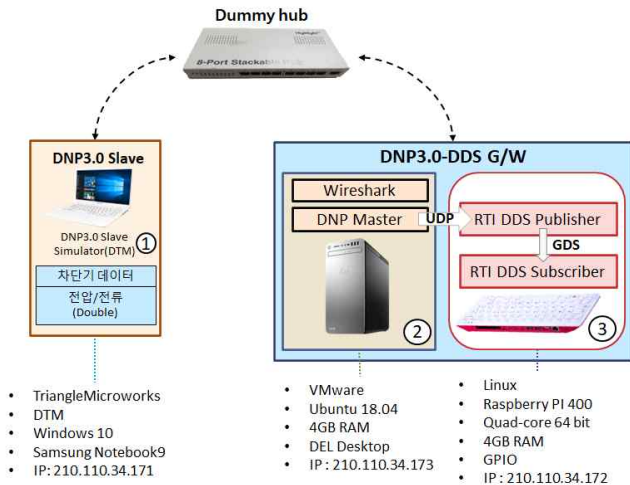 Dummy hub
8-Port Stackable
DNP3.0 Slave
DNP3.0 Slave
Simulator(DTM)
①
차단기 데이터
전압/전류
(Double)
DNP3.0-DDS G/W
Wireshark
DNP Master
UDP
RTI DDS Publisher
GDS
RTI DDS Subscriber
②
③
• TriangleMicroworks
• DTM
• Windows 10
• Samsung Notebook9
• IP: 210.110.34.171
• VMware
• Ubuntu 18.04
• 4GB RAM
• DEL Desktop
• IP : 210.110.34.173
• Linux
• Raspberry PI 400
• Quad-core 64 bit
• 4GB RAM
• GPIO
• IP : 210.110.34.172